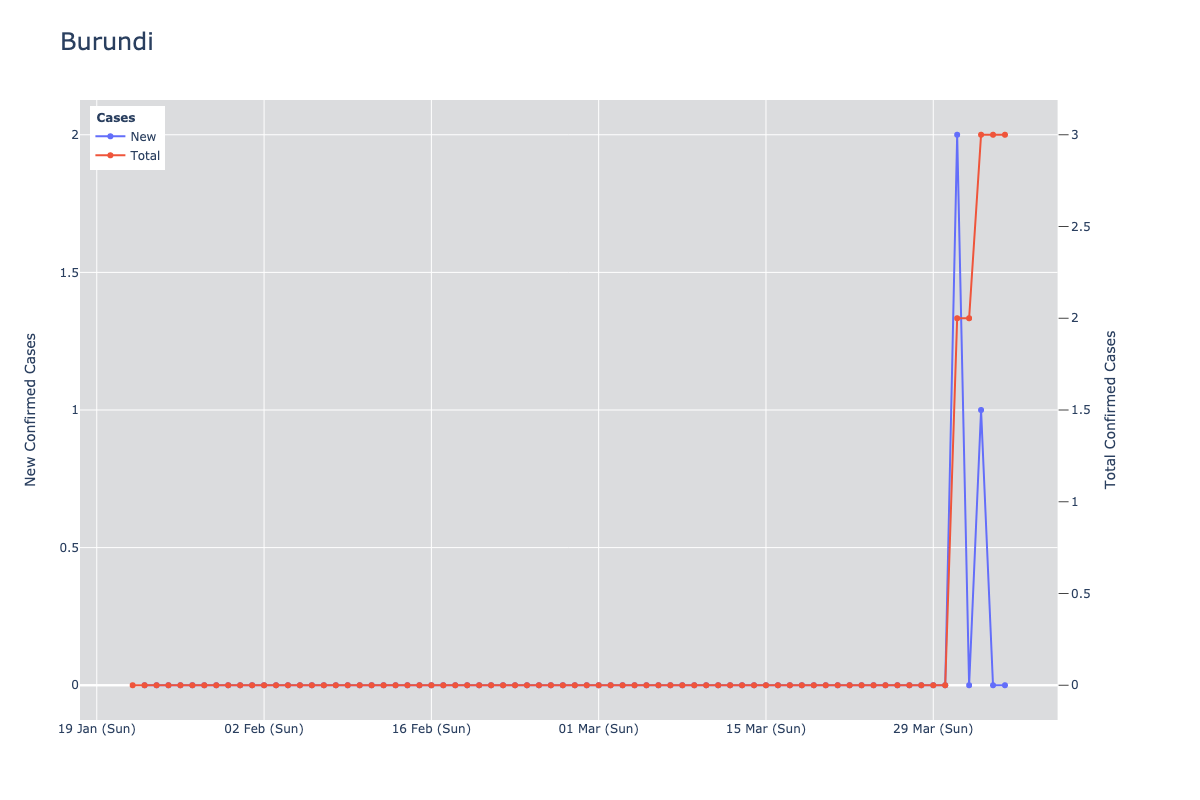 Burundi
Cases
New
Total
2
1.5
1
0.5
0
New Confirmed Cases
3
2.5
2
1.5
1
0.5
0
Total Confirmed Cases
19 Jan (Sun)
02 Feb (Sun)
16 Feb (Sun)
01 Mar (Sun)
15 Mar (Sun)
29 Mar (Sun)